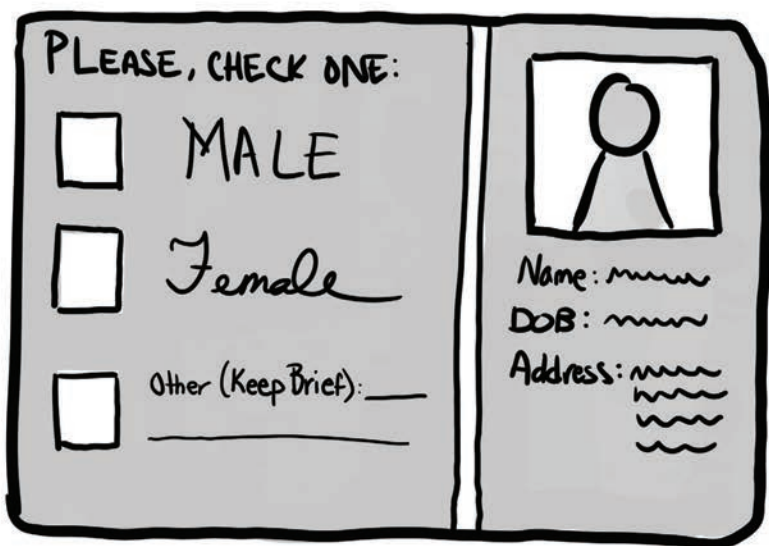 PLEASE, CHECK ONE:
MALE
Female
Other (Keep Brief):
Name:
DOB:
Address: